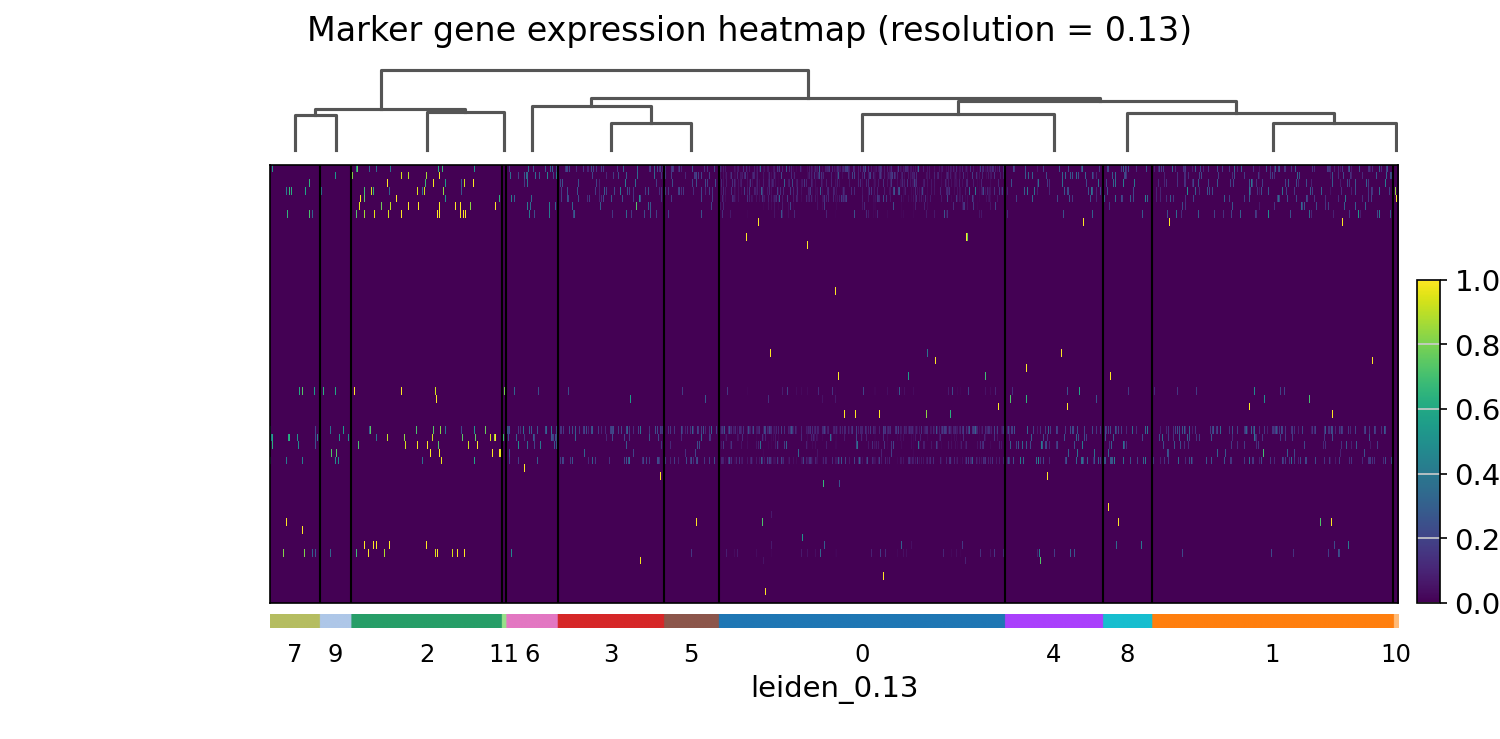 Marker gene expression heatmap (resolution = 0.13)
1.0
0.8
0.6
0.4
0.2
0.0
7 9 2 11 6 3 5 0 4 8 1 10
leiden_0.13